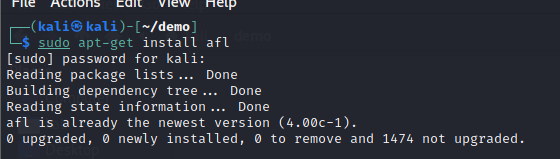 File Actions Edit View Help
┌──(kali㉿kali)-[~/demo]
└─$ sudo apt-get install afl
[sudo] password for kali:
Reading package lists... Done
Building dependency tree... Done
Reading state information... Done
afl is already the newest version (4.00c-1).
0 upgraded, 0 newly installed, 0 to remove and 1474 not upgraded.